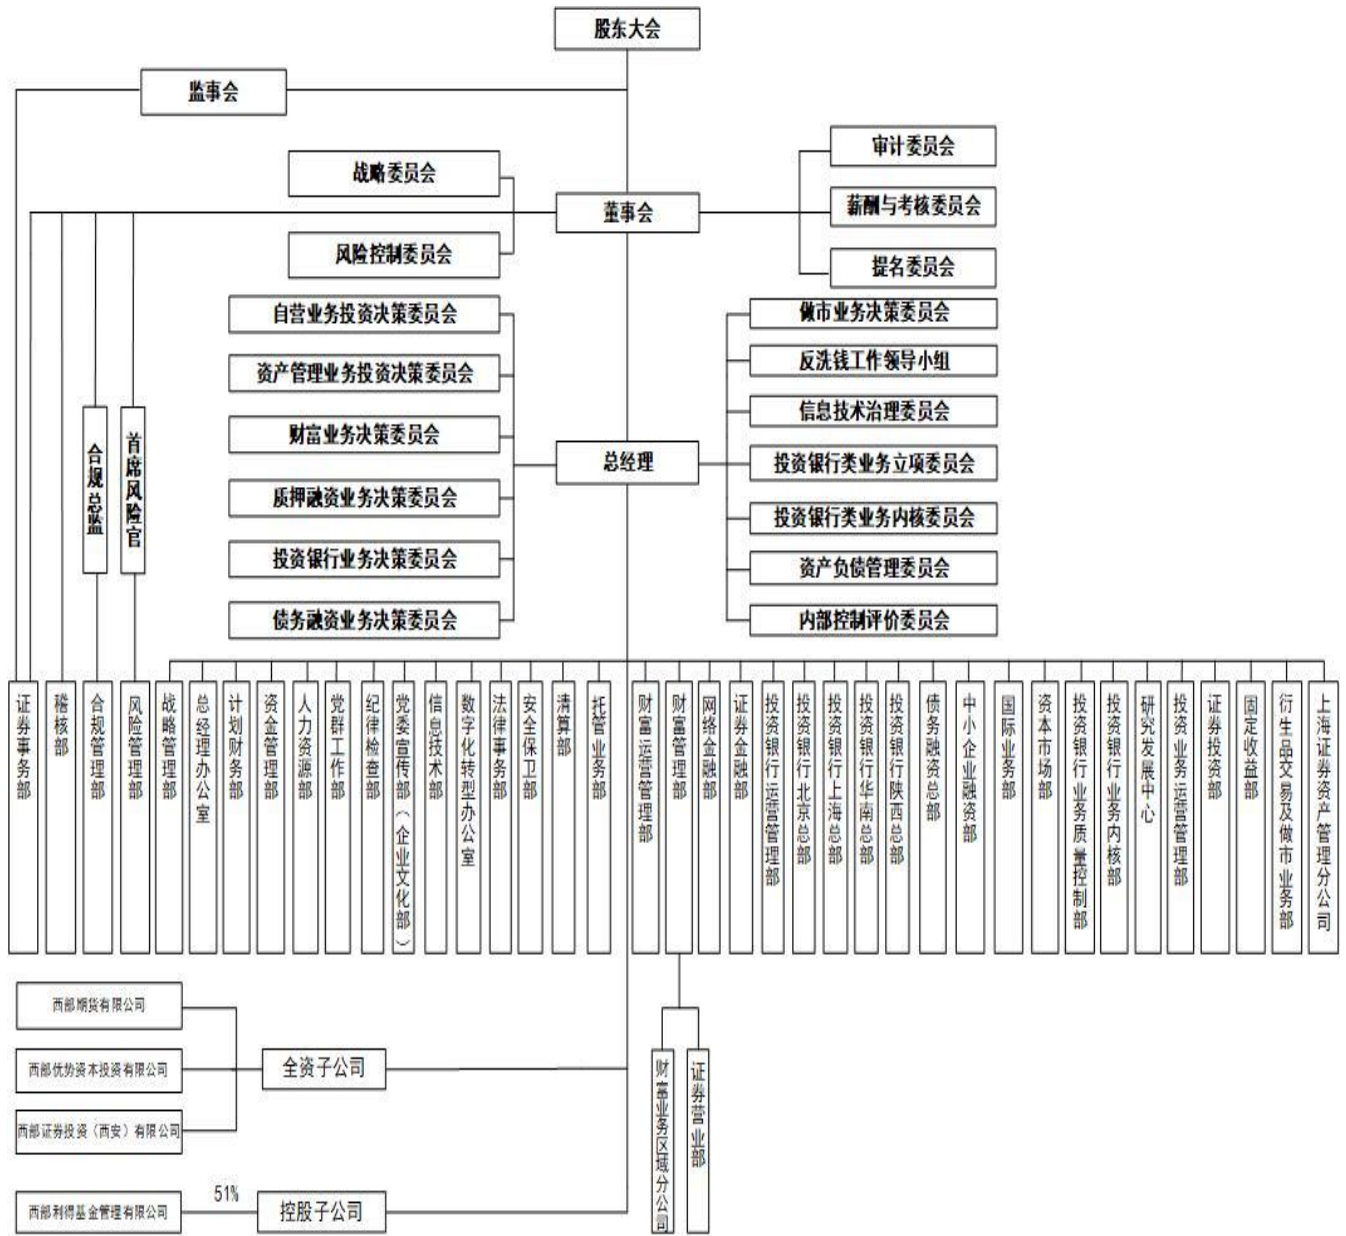 股东大会
监事会
审计委员会
战略委员会
薪酬与考核委员会
董事会
风险控制委员会
提名委员会
自营业务投资决策委员会
做市业务决策委员会
反洗钱工作领导小组
资产管理业务投资决策委员会
信息技术治理委员会
财富业务决策委员会
总经理
投资银行类业务立项委员会
合规总监
首席风险官
质押融资业务决策委员会
投资银行类业务内核委员会
投资银行业务决策委员会
资产负债管理委员会
债务融资业务决策委员会
内部控制评价委员会
证券事务部
稽核部
合规管理部
风险管理部
战略管理部
总经理办公室
计划财务部
资金管理部
人力资源部
党群工作部
纪律检查部
党委宣传部（企业文化部）
信息技术部
数字化转型办公室
法律事务部
安全保卫部
清算部
托管业务部
财富运营管理部
财富管理部
网络金融部
证券金融部
投资银行运营管理部
投资银行北京总部
投资银行上海总部
投资银行华南总部
投资银行陕西总部
债务融资总部
中小企业融资部
国际业务部
资本市场部
投资银行业务质量控制部
投资银行业务内核部
研究发展中心
投资业务运营管理部
证券投资部
固定收益部
衍生品交易及做市业务部
上海证券资产管理分公司
西部期货有限公司
西部优势资本投资有限公司
全资子公司
西部证券投资（西安）有限公司
财富业务区域分公司
证券营业部
西部利得基金管理有限公司
51%
控股子公司